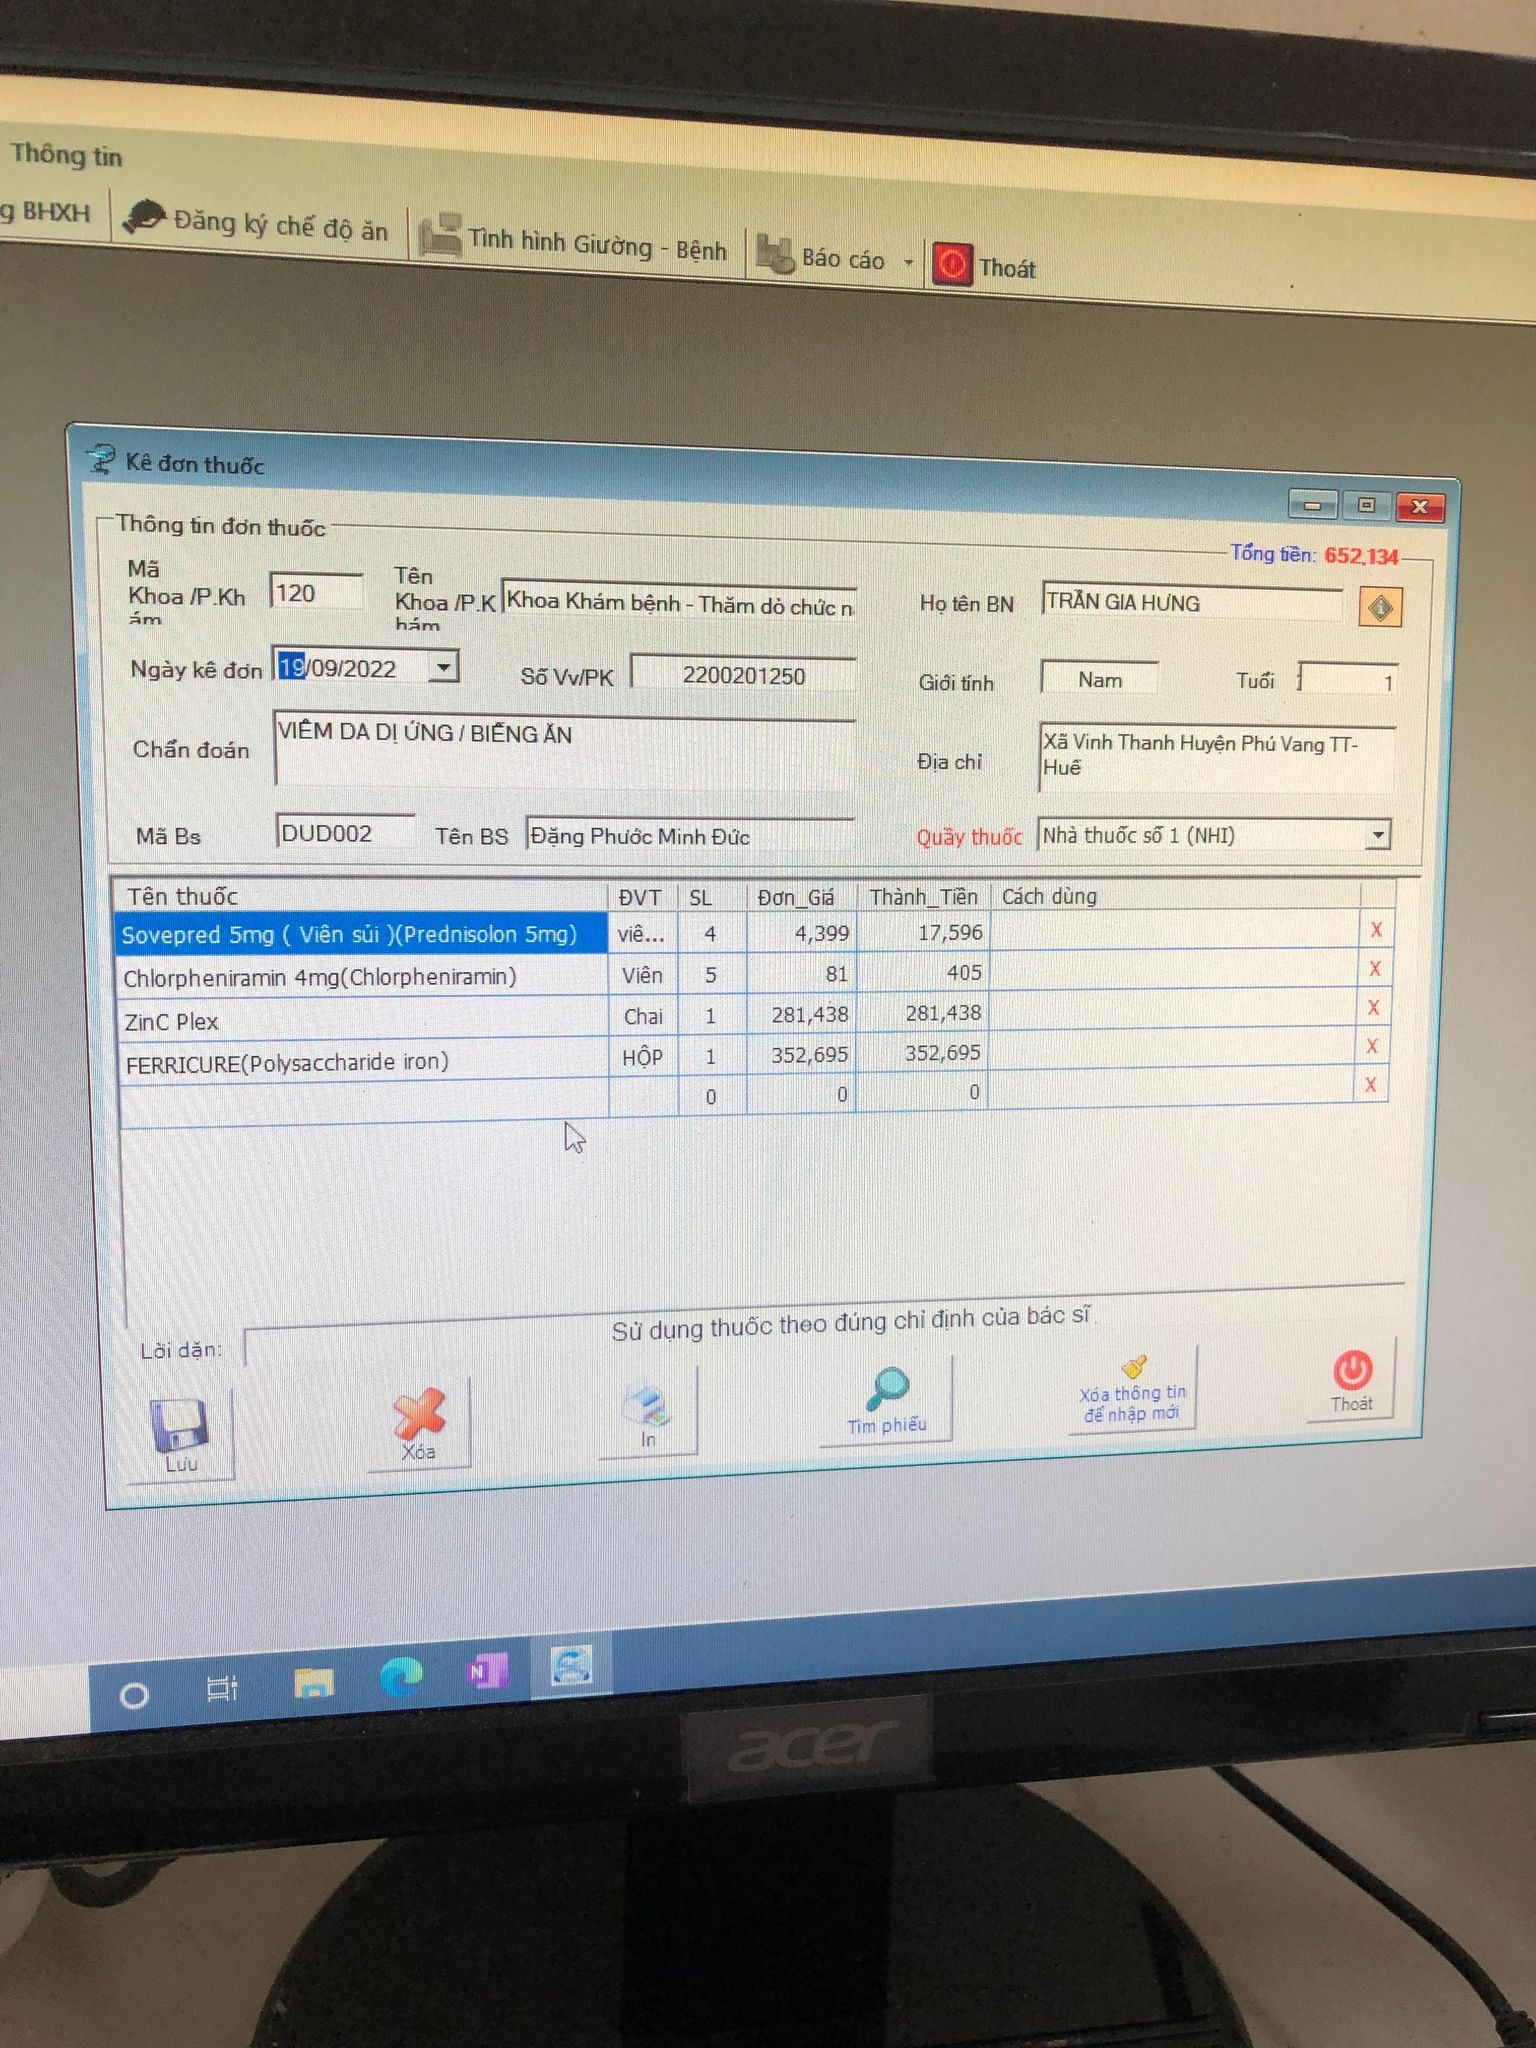 Thông tin
g BHXH
Đăng ký chế độ ăn
Tình hình Giường - Bệnh
Báo cáo
Thoát
Kê đơn thuốc
Thông tin đơn thuốc
Tổng tiền: 652,134
Mã
Khoa /P.Kh
ám
120
Tên
Khoa /P.K
hám
Khoa Khám bệnh - Thăm dò chức n
Họ tên BN
TRẦN GIA HƯNG
Ngày kê đơn
19/09/2022
Số Vv/PK
2200201250
Giới tính
Nam
Tuổi
1
Chẩn đoán
VIÊM DA DỊ ỨNG / BIẾNG ĂN
Địa chỉ
Xã Vinh Thanh Huyện Phú Vang TT-
Huế
Mã Bs
DUD002
Tên BS
Đặng Phước Minh Đức
Quầy thuốc
Nhà thuốc số 1 (NHI)
Tên thuốc ĐVT SL Đơn_Giá Thành_Tiền Cách dùng
Sovepred 5mg ( Viên sủi )(Prednisolon 5mg) viê... 4 4,399 17,596 X
Chlorpheniramin 4mg(Chlorpheniramin) Viên 5 81 405 X
ZinC Plex Chai 1 281,438 281,438 X
FERRICURE(Polysaccharide iron) HỘP 1 352,695 352,695 X
0 0 0 X
Lời dặn:
Sử dụng thuốc theo đúng chỉ định của bác sĩ.
Lưu
Xóa
In
Tìm phiếu
Xóa thông tin
để nhập mới
Thoát
N
acer